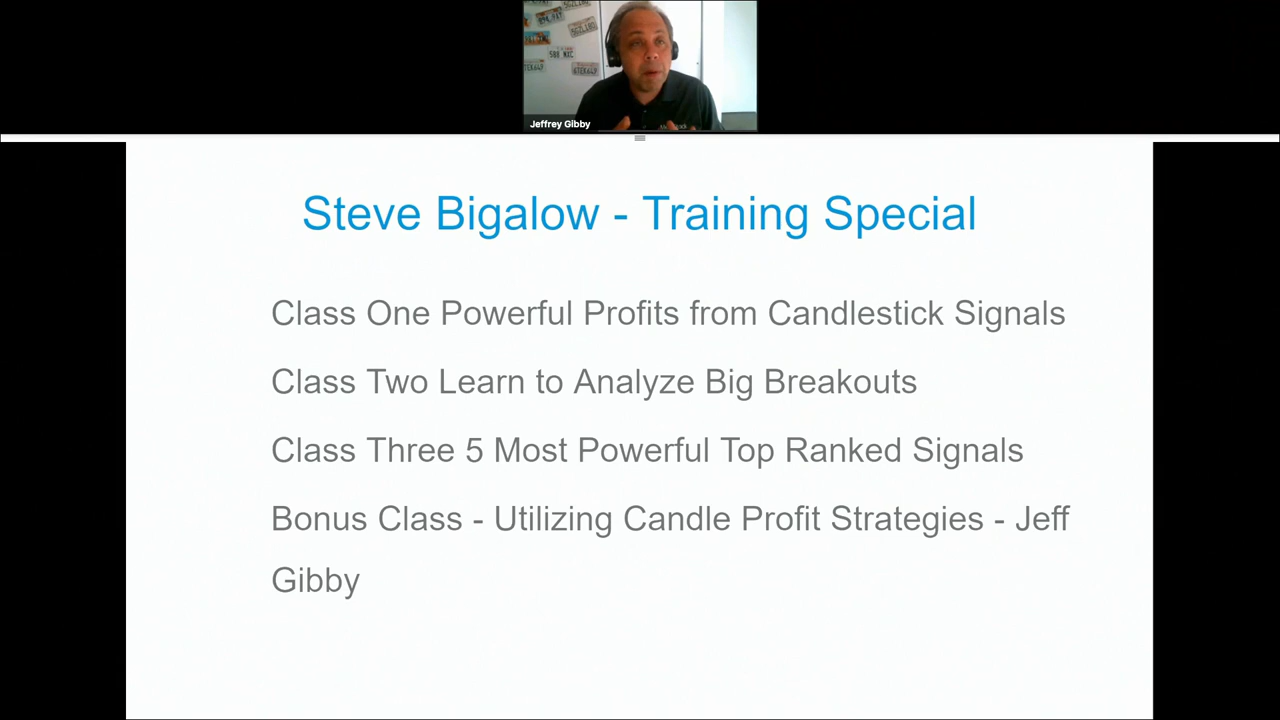 Jeffrey Gibby
Steve Bigalow - Training Special
Class One Powerful Profits from Candlestick Signals
Class Two Learn to Analyze Big Breakouts
Class Three 5 Most Powerful Top Ranked Signals
Bonus Class - Utilizing Candle Profit Strategies - Jeff
Gibby